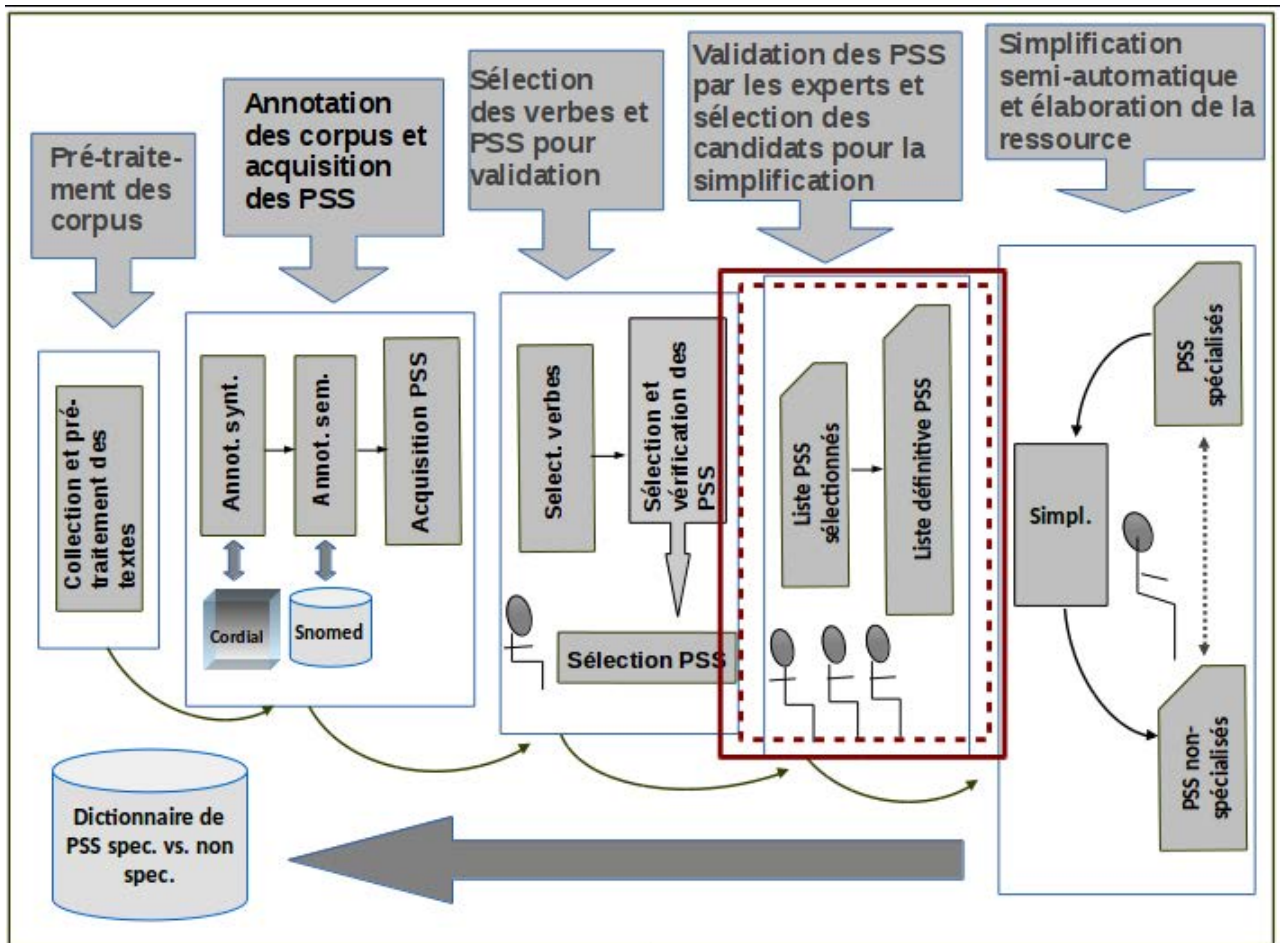 Pré-traite-
ment des
corpus
Annotation
des corpus et
acquisition
des PSS
Sélection
des verbes et
PSS pour
validation
Validation des PSS
par les experts et
sélection des
candidats pour la
simplification
Simplification
semi-automatique
et élaboration de la
ressource
Collection et pré-
traitement des
textes
Annot. synt.
Annot. sem.
Acquisition PSS
Cordial
Snomed
Select. verbes
Sélection et
vérification des
PSS
Sélection PSS
Liste PSS
sélectionnés
Liste définitive PSS
PSS
spécialisés
Simpl.
PSS non-
spécialisés
Dictionnaire de
PSS spec. vs. non
spec.